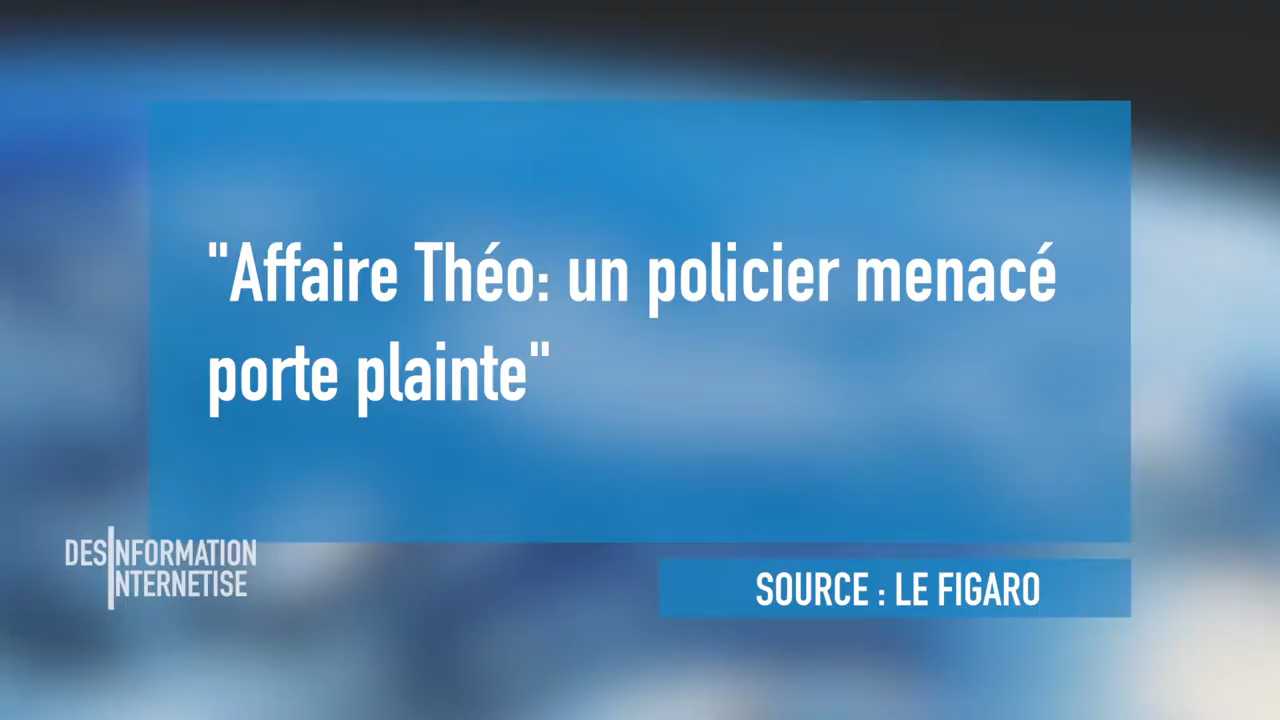 "Affaire Théo: un policier menacé
porte plainte"
DESINFORMATION
INTERNETISE
SOURCE : LE FIGARO